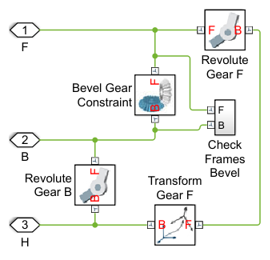 1
F
F
B
Revolute
Gear F
F
Bevel Gear
Constraint
B
F
B
Check
Frames
Bevel
2
B
F
Revolute
Gear B
B
Transform
Gear F
3
H
B
F